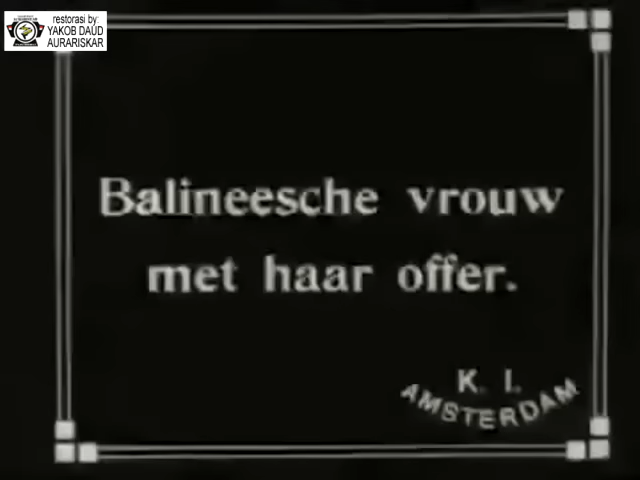 restorasi by:
YAKOB DAUD
AURARISKAR
Balineesche vrouw
met haar offer.
K. I.
AMSTERDAM